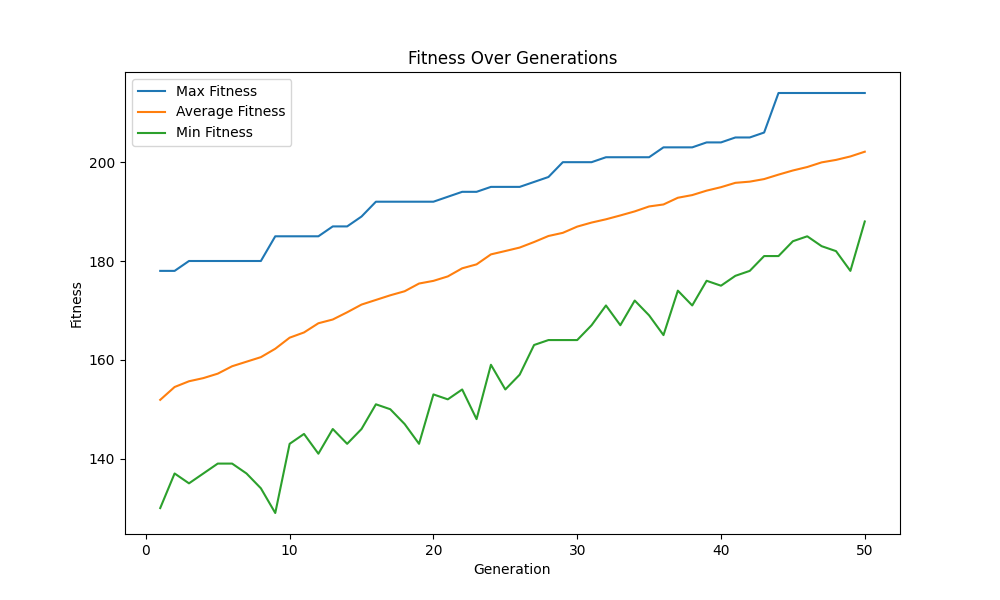 Fitness Over Generations
Max Fitness
Average Fitness
Min Fitness
Fitness
200
180
160
140
0 10 20 30 40 50
Generation